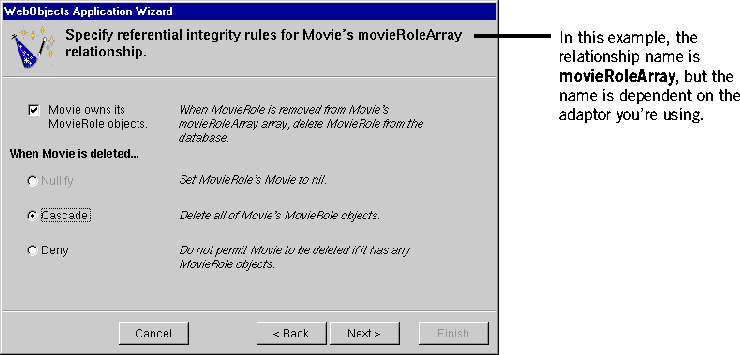 WebObjects Application Wizard
Specify referential integrity rules for Movie's movieRoleArray
relationship.
In this example, the
relationship name is
movieRoleArray, but the
name is dependent on the
adaptor you're using.
Movie owns its
MovieRole objects.
When MovieRole is removed from Movie's
movieRoleArray array, delete MovieRole from the
database.
When Movie is deleted...
Nullify
Set MovieRole's Movie to nil.
Cascade
Delete all of Movie's MovieRole objects.
Deny
Do not permit Movie to be deleted if it has any
MovieRole objects.
Cancel
< Back
Next >
Finish